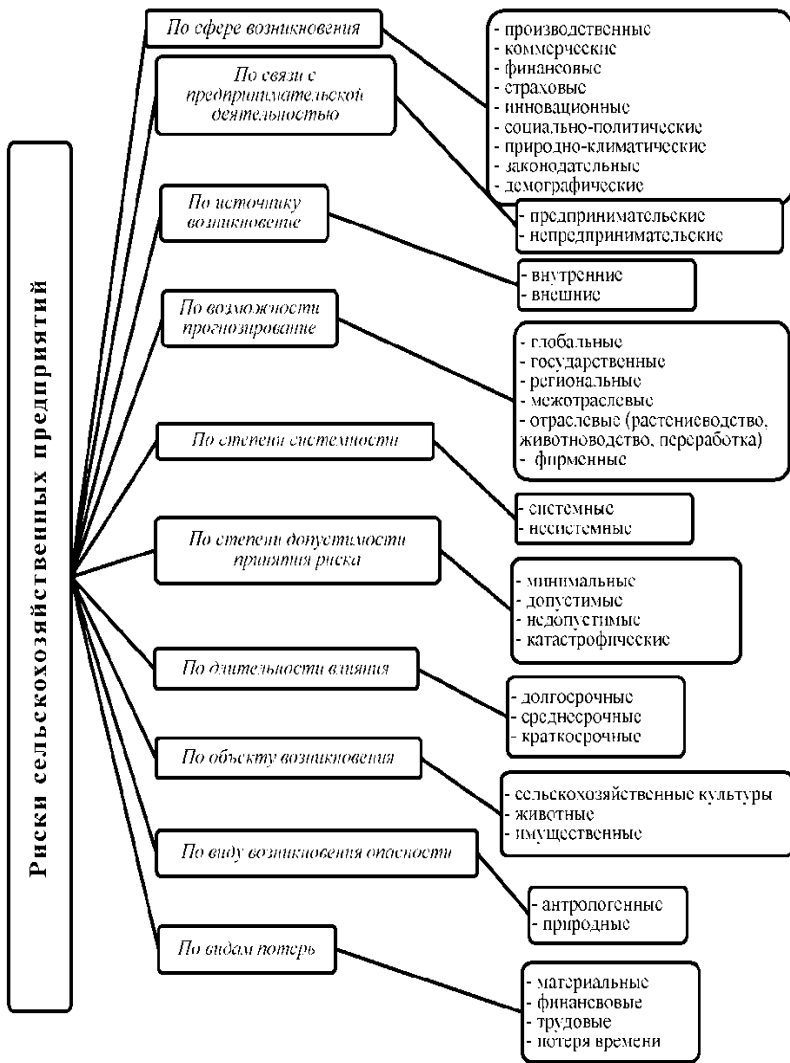 Риски сельскохозяйственных предприятий
По сфере возникновения
- производственные
- коммерческие
- финансовые
- страховые
- инновационные
- социально-политические
- природно-климатические
- законодательные
- демографические
По связи с
предпринимательской
деятельностью
- предпринимательские
- непредпринимательские
По источнику
возникновение
- внутренние
- внешние
По возможности
прогнозирование
- глобальные
- государственные
- региональные
- межотраслевые
- отраслевые (растениеводство,
животноводство, переработка)
- фирменные
По степени системности
- системные
- несистемные
По степени допустимости
принятия риска
- минимальные
- допустимые
- недопустимые
- катастрофические
По длительности влияния
- долгосрочные
- среднесрочные
- краткосрочные
По объекту возникновения
- сельскохозяйственные культуры
- животные
- имущественные
По виду возникновения опасности
- антропогенные
- природные
По видам потерь
- материальные
- финансвовые
- трудовые
- потеря времени